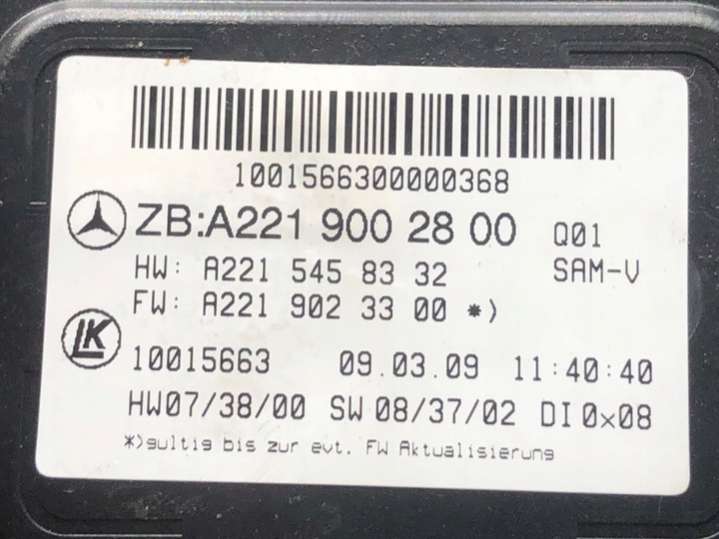 1001566300000368
ZB:A221 900 28 00 Q01
HW: A221 545 83 32 SAM-V
FW: A221 902 33 00 *)
LK
10015663 09.03.09 11:40:40
HW07/38/00 SW08/37/02 DI0x08
*)gultig bis zur evt. FW Aktualisierung